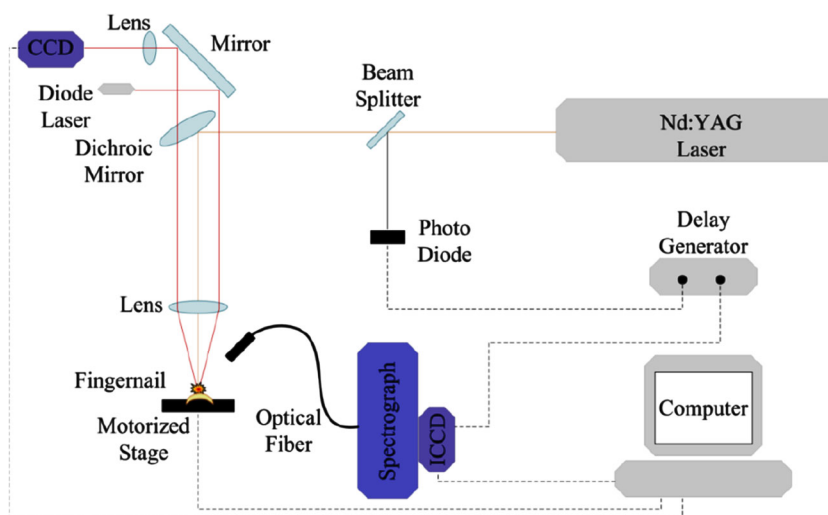 CCD
Lens
Mirror
Diode
Laser
Dichroic
Mirror
Beam
Splitter
Nd:YAG
Laser
Photo
Diode
Delay
Generator
Lens
Fingernail
Motorized
Stage
Optical
Fiber
Spectrograph
ICCD
Computer